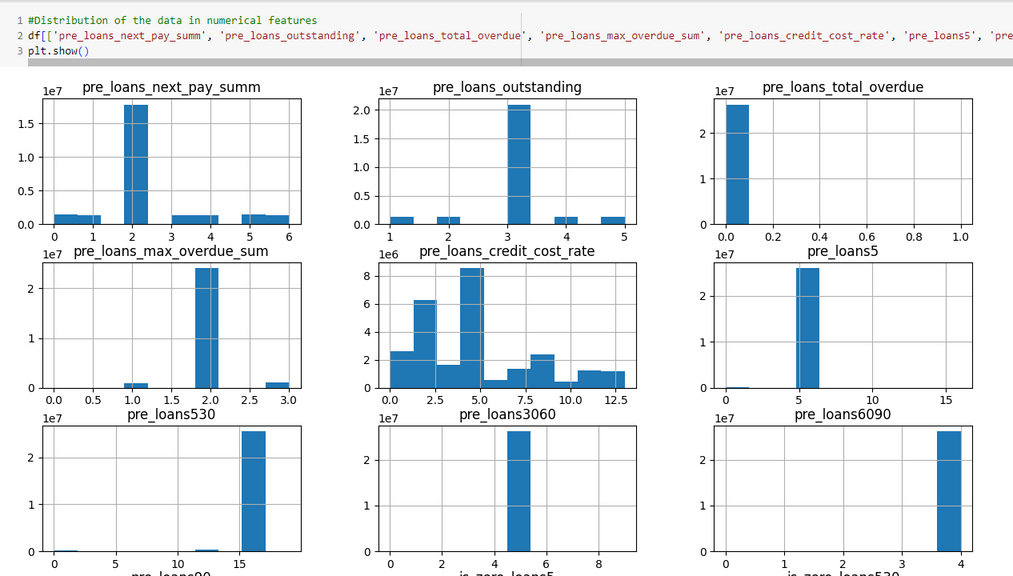 1 #Distribution of the data in numerical features
2 df[['pre_loans_next_pay_summ', 'pre_loans_outstanding', 'pre_loans_total_overdue', 'pre_loans_max_overdue_sum', 'pre_loans_credit_cost_rate', 'pre_loans5', 'pre
3 plt.show()
1e7 pre_loans_next_pay_summ 1e7 pre_loans_outstanding 1e7 pre_loans_total_overdue
1.5
1.0
0.5
0.0
0 1 2 3 4 5 6
2.0
1.5
1.0
0.5
0.0
1 2 3 4 5
2
1
0
0.0 0.2 0.4 0.6 0.8 1.0
1e7 pre_loans_max_overdue_sum 1e6 pre_loans_credit_cost_rate 1e7 pre_loans5
2
1
0
0.0 0.5 1.0 1.5 2.0 2.5 3.0
8
6
4
2
0
0.0 2.5 5.0 7.5 10.0 12.5
2
1
0
0 5 10 15
1e7 pre_loans530 1e7 pre_loans3060 1e7 pre_loans6090
2
1
0
0 5 10 15
2
1
0
0 2 4 6 8
2
1
0
0 1 2 3 4
pre_loans90 is_zero_loans5 is_zero_loans530